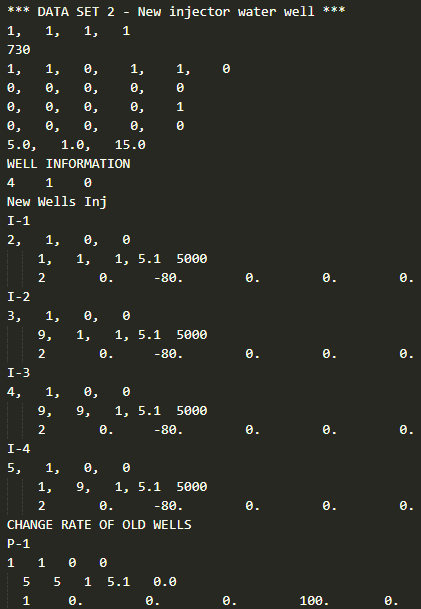 *** DATA SET 2 - New injector water well ***
1,   1,   1,   1
730
1,   1,   0,    1,    1,    0
0,   0,   0,    0,    0
0,   0,   0,    0,    1
0,   0,   0,    0,    0
5.0,   1.0,   15.0
WELL INFORMATION
4    1    0
New Wells Inj
I-1
2,   1,   0,   0
1,   1,   1, 5.1  5000
2       0.     -80.        0.        0.        0.
I-2
3,   1,   0,   0
9,   1,   1, 5.1  5000
2       0.     -80.        0.        0.        0.
I-3
4,   1,   0,   0
9,   9,   1, 5.1  5000
2       0.     -80.        0.        0.        0.
I-4
5,   1,   0,   0
1,   9,   1, 5.1  5000
2       0.     -80.        0.        0.        0.
CHANGE RATE OF OLD WELLS
P-1
1   1   0   0
5   5   1  5.1   0.0
1     0.        0.        0.        100.       0.